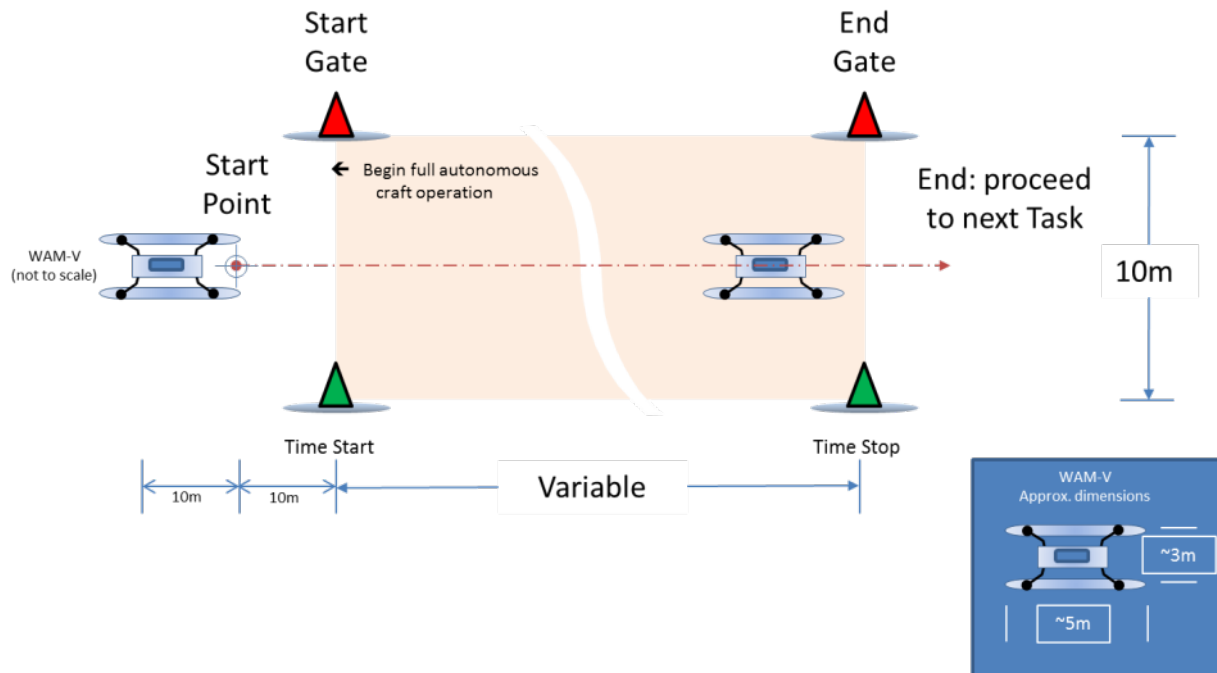 Start
Gate
End
Gate
Start
Point
← Begin full autonomous
craft operation
End: proceed
to next Task
WAM-V
(not to scale)
10m
Time Start
Time Stop
10m
10m
Variable
WAM-V
Approx. dimensions
~3m
~5m